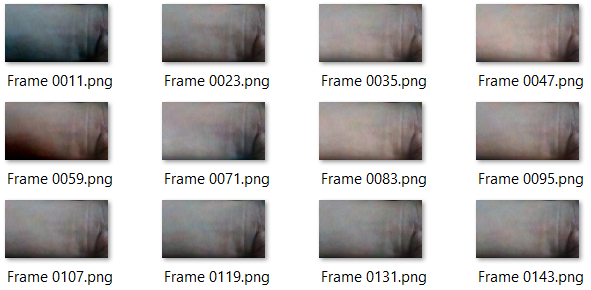 Frame 0011.png Frame 0023.png Frame 0035.png Frame 0047.png
Frame 0059.png Frame 0071.png Frame 0083.png Frame 0095.png
Frame 0107.png Frame 0119.png Frame 0131.png Frame 0143.png